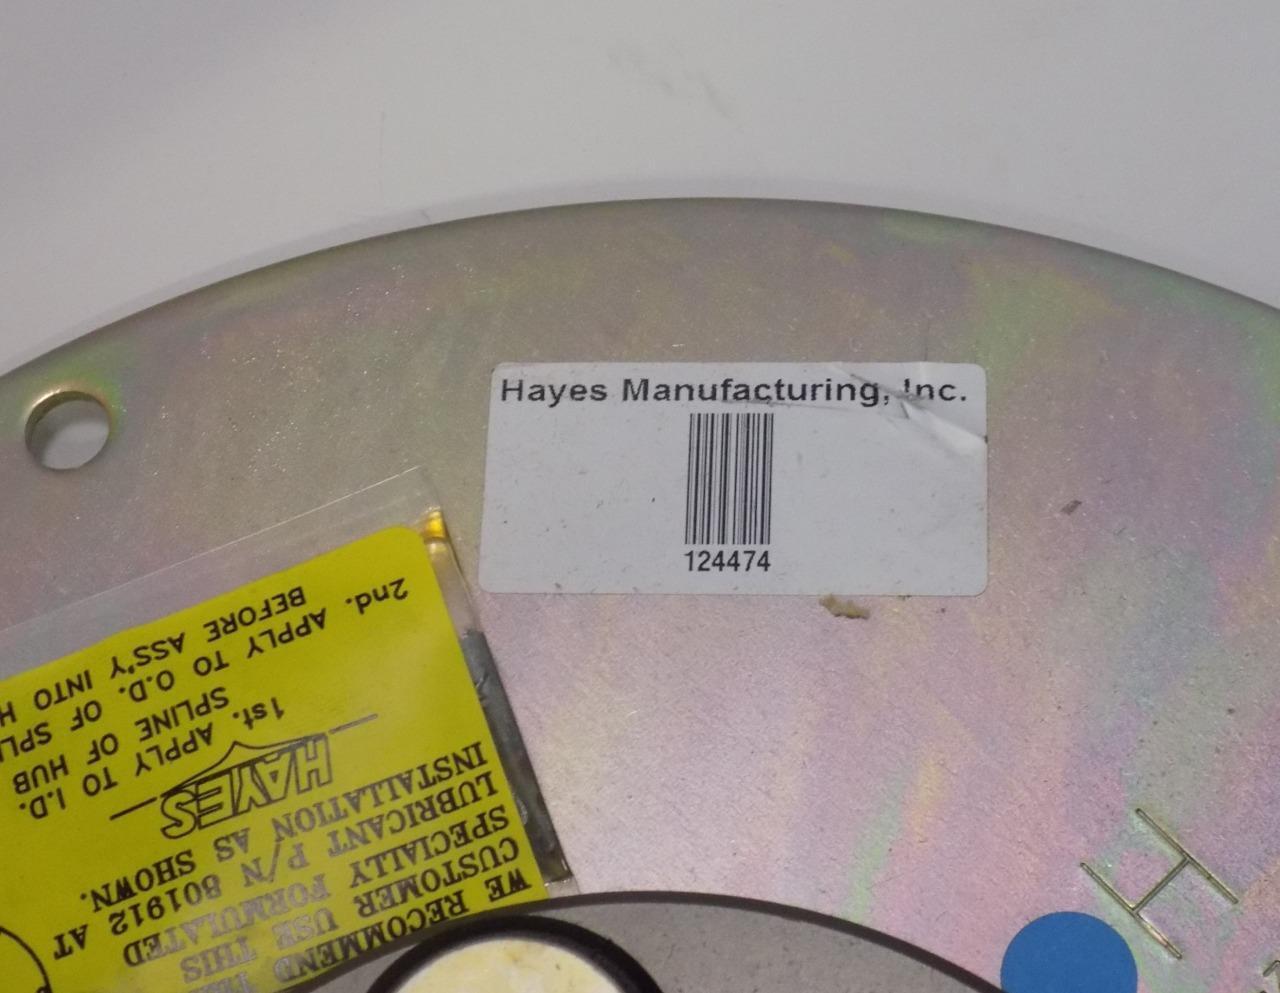 Hayes Manufacturing, Inc.
124474
WE RECOMMEND
CUSTOMER USE THIS
SPECIALLY FORMULATED
LUBRICANT P/N 801912 AT
INSTALLATION AS SHOWN.
HAYES
1st. APPLY TO I.D.
SPLINE OF HUB
2nd. APPLY TO O.D. OF
BEFORE ASS'Y INTO
H